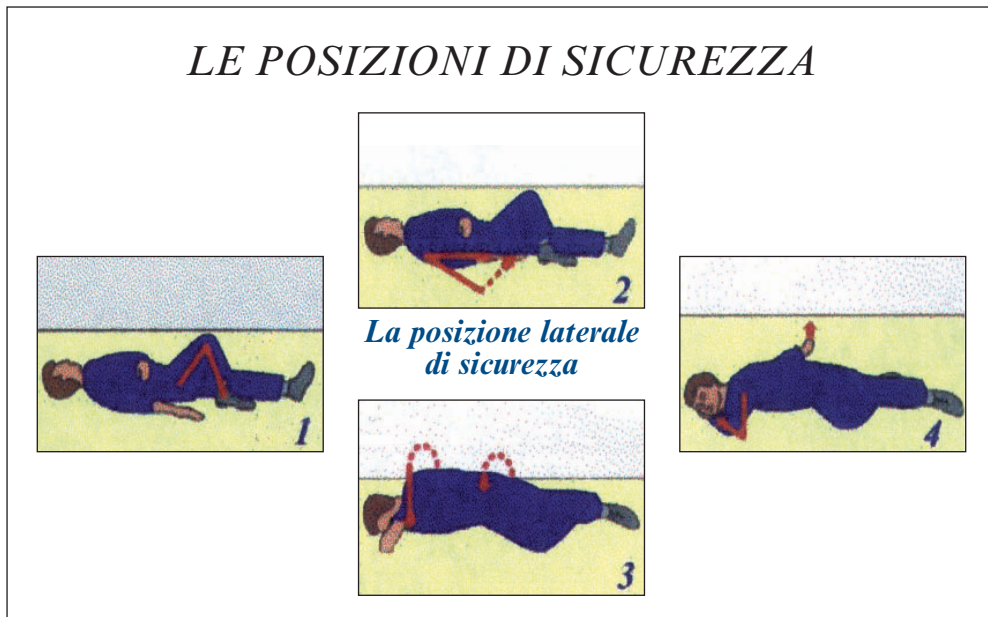 LE POSIZIONI DI SICUREZZA
2
La posizione laterale
di sicurezza
1
4
3